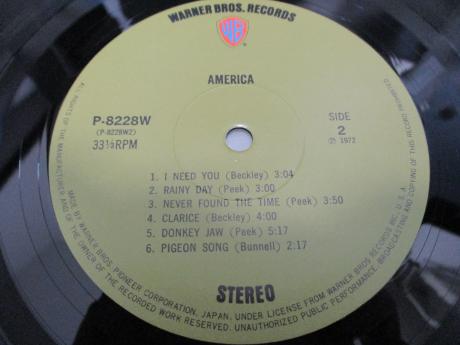 WARNER BROS. RECORDS
WB
AMERICA
P-8228W
(P-8228W2)
33⅓RPM
SIDE
2
Ⓟ 1972
1. I NEED YOU (Beckley) 3:04
2. RAINY DAY (Peek) 3:00
3. NEVER FOUND THE TIME (Peek) 3:50
4. CLARICE (Beckley) 4:00
5. DONKEY JAW (Peek) 5:17
6. PIGEON SONG (Bunnell) 2:17
STEREO
ALL RIGHTS OF THE MANUFACTURER AND OF THE OWNER OF THE RECORDED WORK RESERVED. UNAUTHORIZED PUBLIC PERFORMANCE, BROADCASTING AND COPYING OF THIS RECORD PROHIBITED.
MADE BY WARNER BROS. PIONEER CORPORATION, JAPAN, UNDER LICENSE FROM WARNER BROS. RECORDS INC. U.S.A.